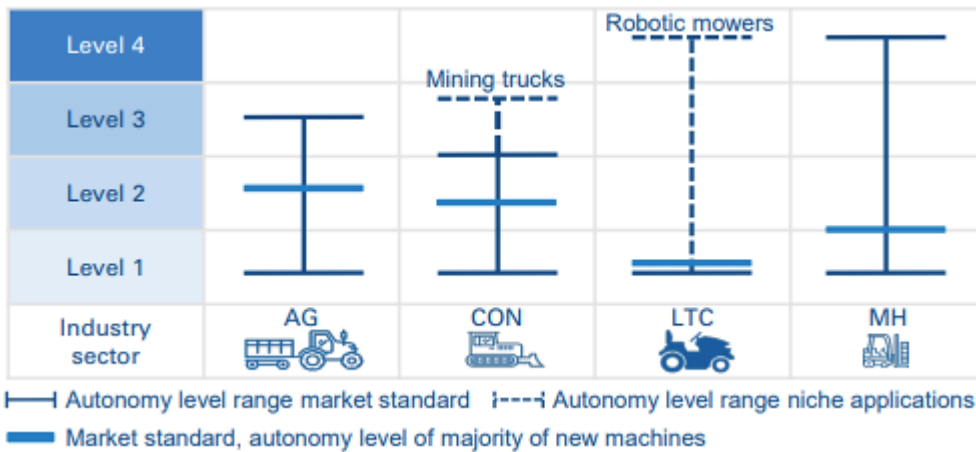 Level 4
Robotic mowers
Mining trucks
Level 3
Level 2
Level 1
Industry
sector
AG
CON
LTC
MH
Autonomy level range market standard
Autonomy level range niche applications
Market standard, autonomy level of majority of new machines